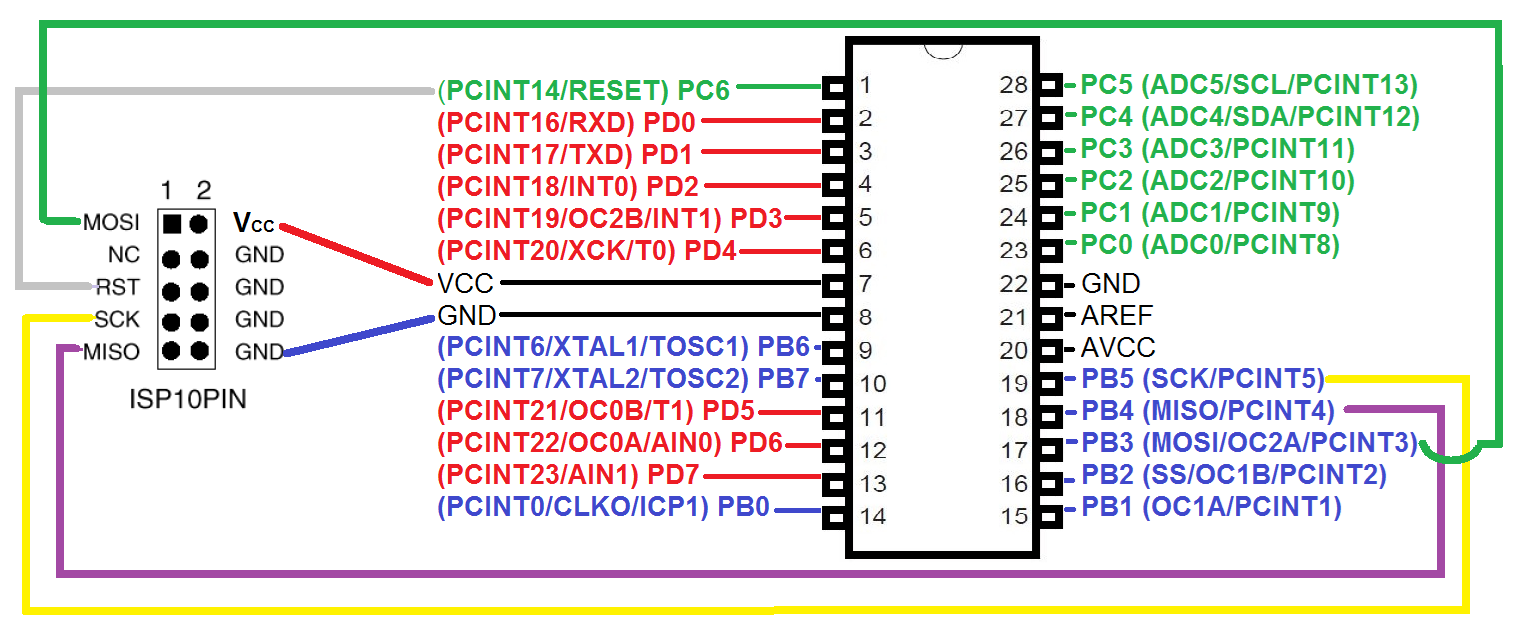 1 2
MOSI Vcc
NC GND
RST GND
SCK GND
MISO GND
ISP10PIN
(PCINT14/RESET) PC6 1
(PCINT16/RXD) PD0 2
(PCINT17/TXD) PD1 3
(PCINT18/INT0) PD2 4
(PCINT19/OC2B/INT1) PD3 5
(PCINT20/XCK/T0) PD4 6
VCC 7
GND 8
(PCINT6/XTAL1/TOSC1) PB6 9
(PCINT7/XTAL2/TOSC2) PB7 10
(PCINT21/OC0B/T1) PD5 11
(PCINT22/OC0A/AIN0) PD6 12
(PCINT23/AIN1) PD7 13
(PCINT0/CLKO/ICP1) PB0 14
28 PC5 (ADC5/SCL/PCINT13)
27 PC4 (ADC4/SDA/PCINT12)
26 PC3 (ADC3/PCINT11)
25 PC2 (ADC2/PCINT10)
24 PC1 (ADC1/PCINT9)
23 PC0 (ADC0/PCINT8)
22 GND
21 AREF
20 AVCC
19 PB5 (SCK/PCINT5)
18 PB4 (MISO/PCINT4)
17 PB3 (MOSI/OC2A/PCINT3)
16 PB2 (SS/OC1B/PCINT2)
15 PB1 (OC1A/PCINT1)